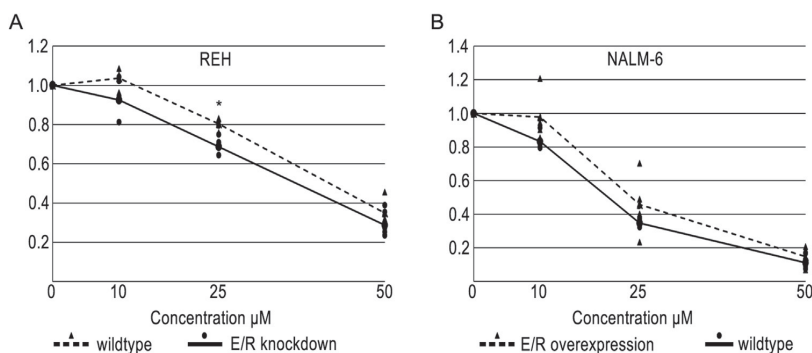 A
REH
1.2
1.0
0.8
0.6
0.4
0.2
*
0 10 25 50
Concentration µM
wildtype E/R knockdown
B
NALM-6
1.4
1.2
1.0
0.8
0.6
0.4
0.2
0 10 25 50
Concentration µM
E/R overexpression wildtype